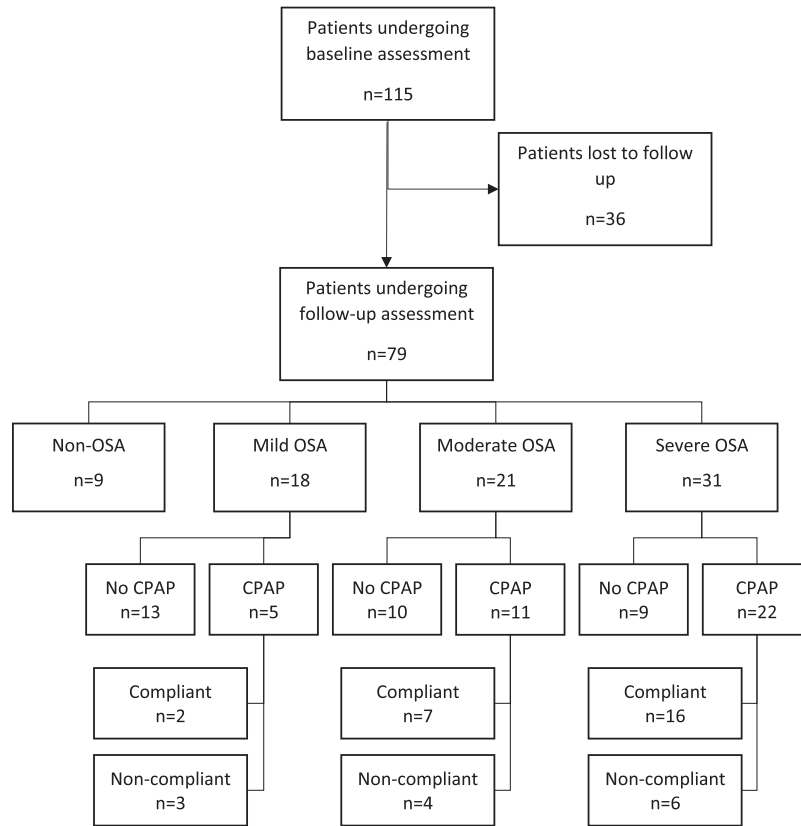 Patients undergoing
baseline assessment
n=115
Patients lost to follow
up
n=36
Patients undergoing
follow-up assessment
n=79
Non-OSA
n=9
Mild OSA
n=18
Moderate OSA
n=21
Severe OSA
n=31
No CPAP
n=13
CPAP
n=5
No CPAP
n=10
CPAP
n=11
No CPAP
n=9
CPAP
n=22
Compliant
n=2
Compliant
n=7
Compliant
n=16
Non-compliant
n=3
Non-compliant
n=4
Non-compliant
n=6